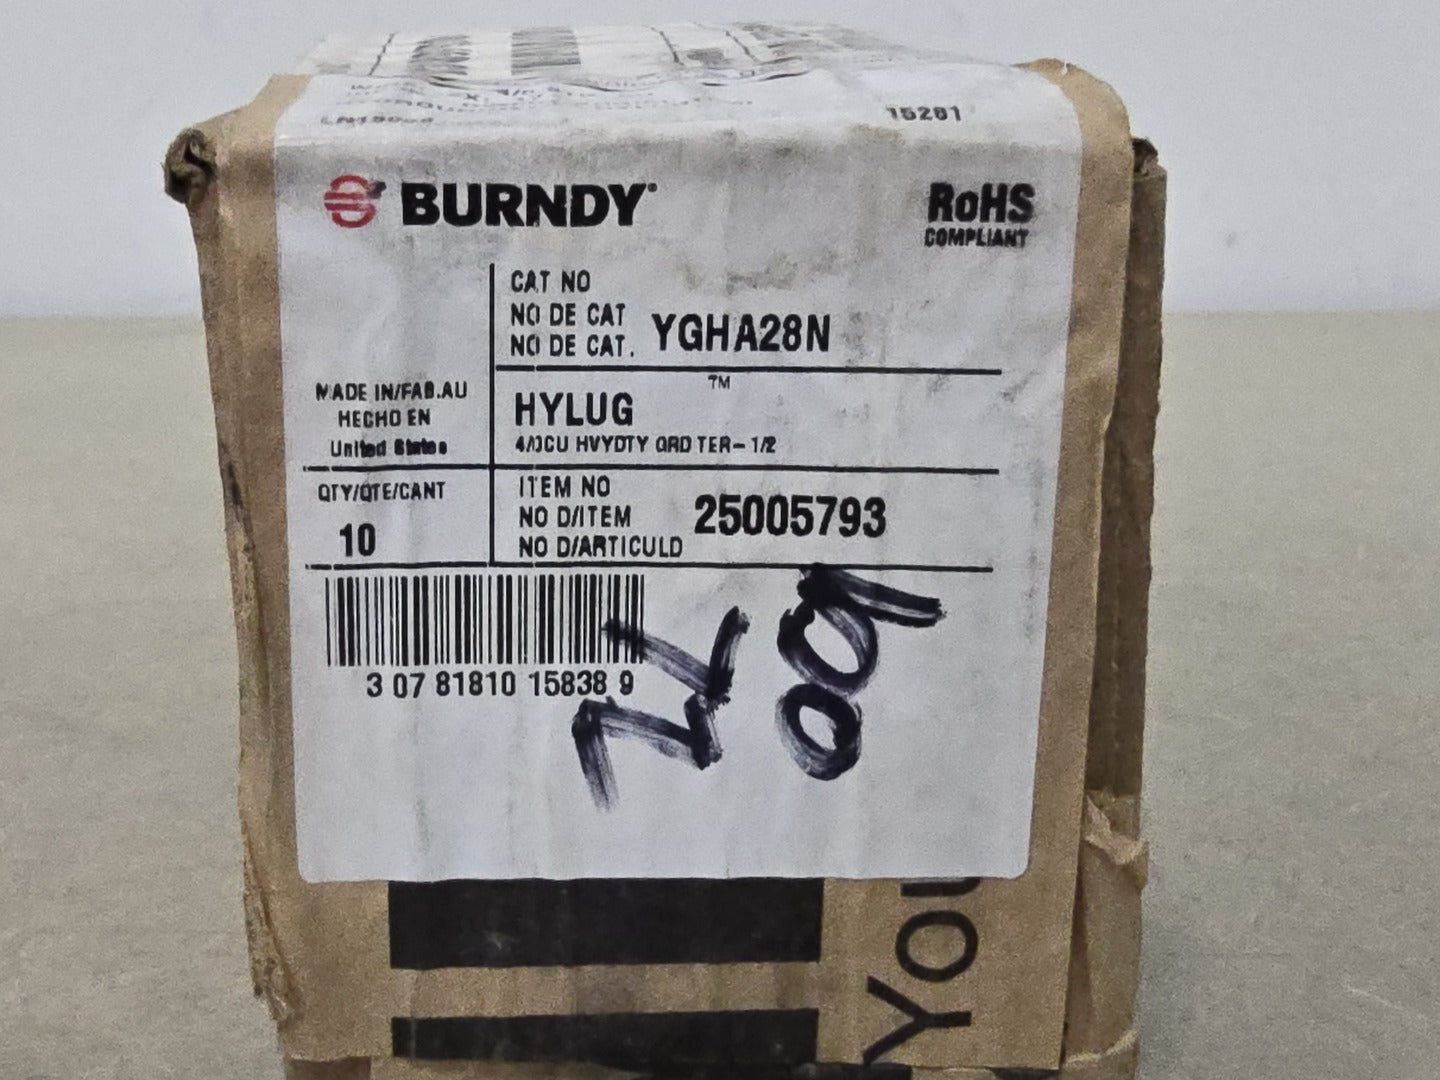 15281
BURNDY
RoHS
COMPLIANT
CAT NO
NO DE CAT
NO DE CAT. YGHA28N
MADE IN/FAB.AU
HECHO EN
United States
HYLUG™
4/0CU HVYDTY GRD TER- 1/2
QTY/QTE/CANT
10
ITEM NO
NO D/ITEM 25005793
NO D/ARTICULO
3 07 81810 15838 9
You